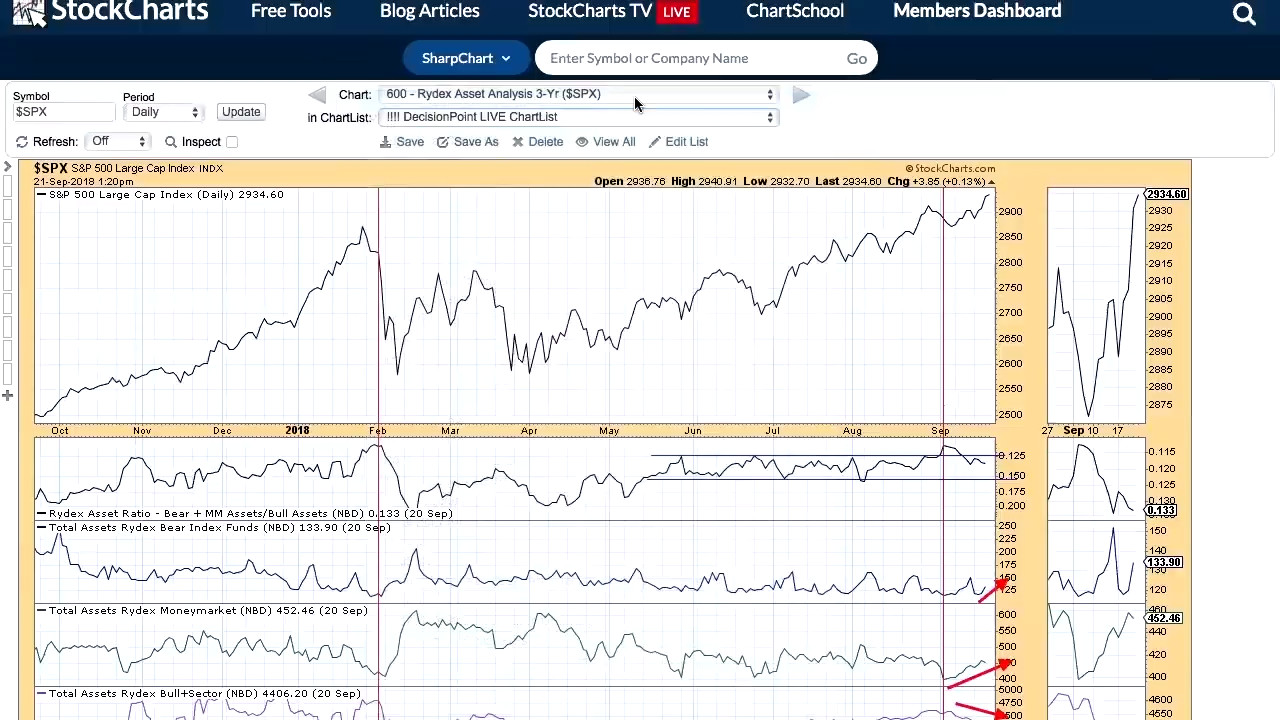 StockCharts
Free Tools
Blog Articles
StockCharts TV LIVE
ChartSchool
Members Dashboard
SharpChart
Enter Symbol or Company Name
Go
Symbol
$SPX
Period
Daily
Update
Chart: 600 - Rydex Asset Analysis 3-Yr ($SPX)
in ChartList: !!!! DecisionPoint LIVE ChartList
Refresh: Off
Inspect
Save
Save As
Delete
View All
Edit List
$SPX S&P 500 Large Cap Index INDX
© StockCharts.com
21-Sep-2018 1:20pm
Open 2936.76 High 2940.91 Low 2932.70 Last 2934.60 Chg +3.85 (+0.13%)
S&P 500 Large Cap Index (Daily) 2934.60
2900
2850
2800
2750
2700
2650
2600
2550
2500
2934.60
2930
2925
2920
2915
2910
2905
2900
2895
2890
2885
2880
2875
Oct Nov Dec 2018 Feb Mar Apr May Jun Jul Aug Sep
27 Sep 10 17
0.125
0.150
0.175
0.200
0.115
0.120
0.125
0.130
0.133
Rydex Asset Ratio - Bear + MM Assets/Bull Assets (NBD) 0.133 (20 Sep)
Total Assets Rydex Bear Index Funds (NBD) 133.90 (20 Sep)
250
225
200
175
150
125
150
140
133.90
130
120
Total Assets Rydex Moneymarket (NBD) 452.46 (20 Sep)
600
550
500
400
460
452.46
440
420
400
Total Assets Rydex Bull+Sector (NBD) 4406.20 (20 Sep)
5000
4750
4600
4550